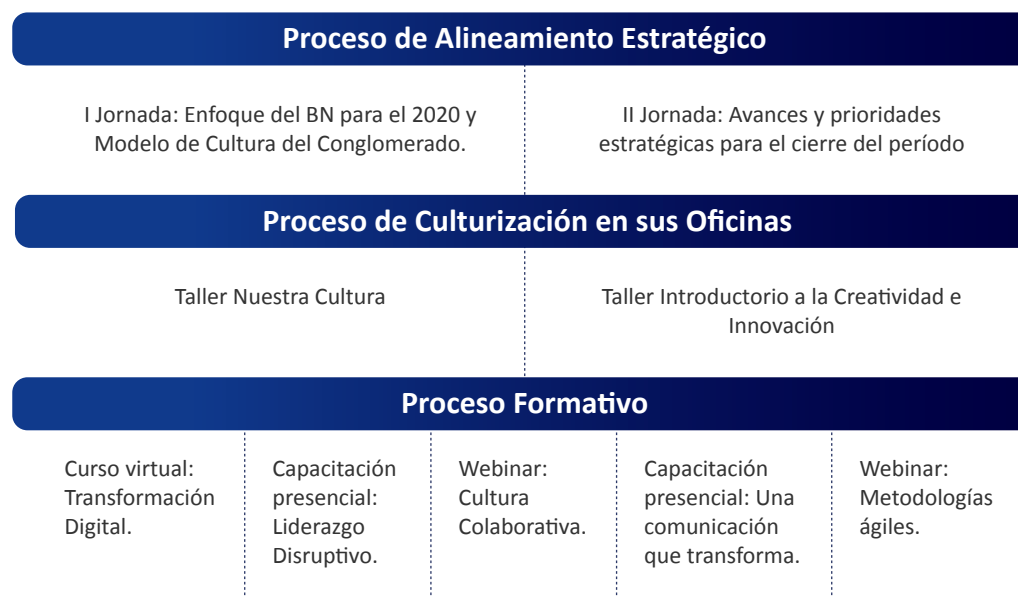 Proceso de Alineamiento Estratégico
I Jornada: Enfoque del BN para el 2020 y
Modelo de Cultura del Conglomerado.
II Jornada: Avances y prioridades
estratégicas para el cierre del período
Proceso de Culturización en sus Oficinas
Taller Nuestra Cultura
Taller Introductorio a la Creatividad e
Innovación
Proceso Formativo
Curso virtual:
Transformación
Digital.
Capacitación
presencial:
Liderazgo
Disruptivo.
Webinar:
Cultura
Colaborativa.
Capacitación
presencial: Una
comunicación
que transforma.
Webinar:
Metodologías
ágiles.